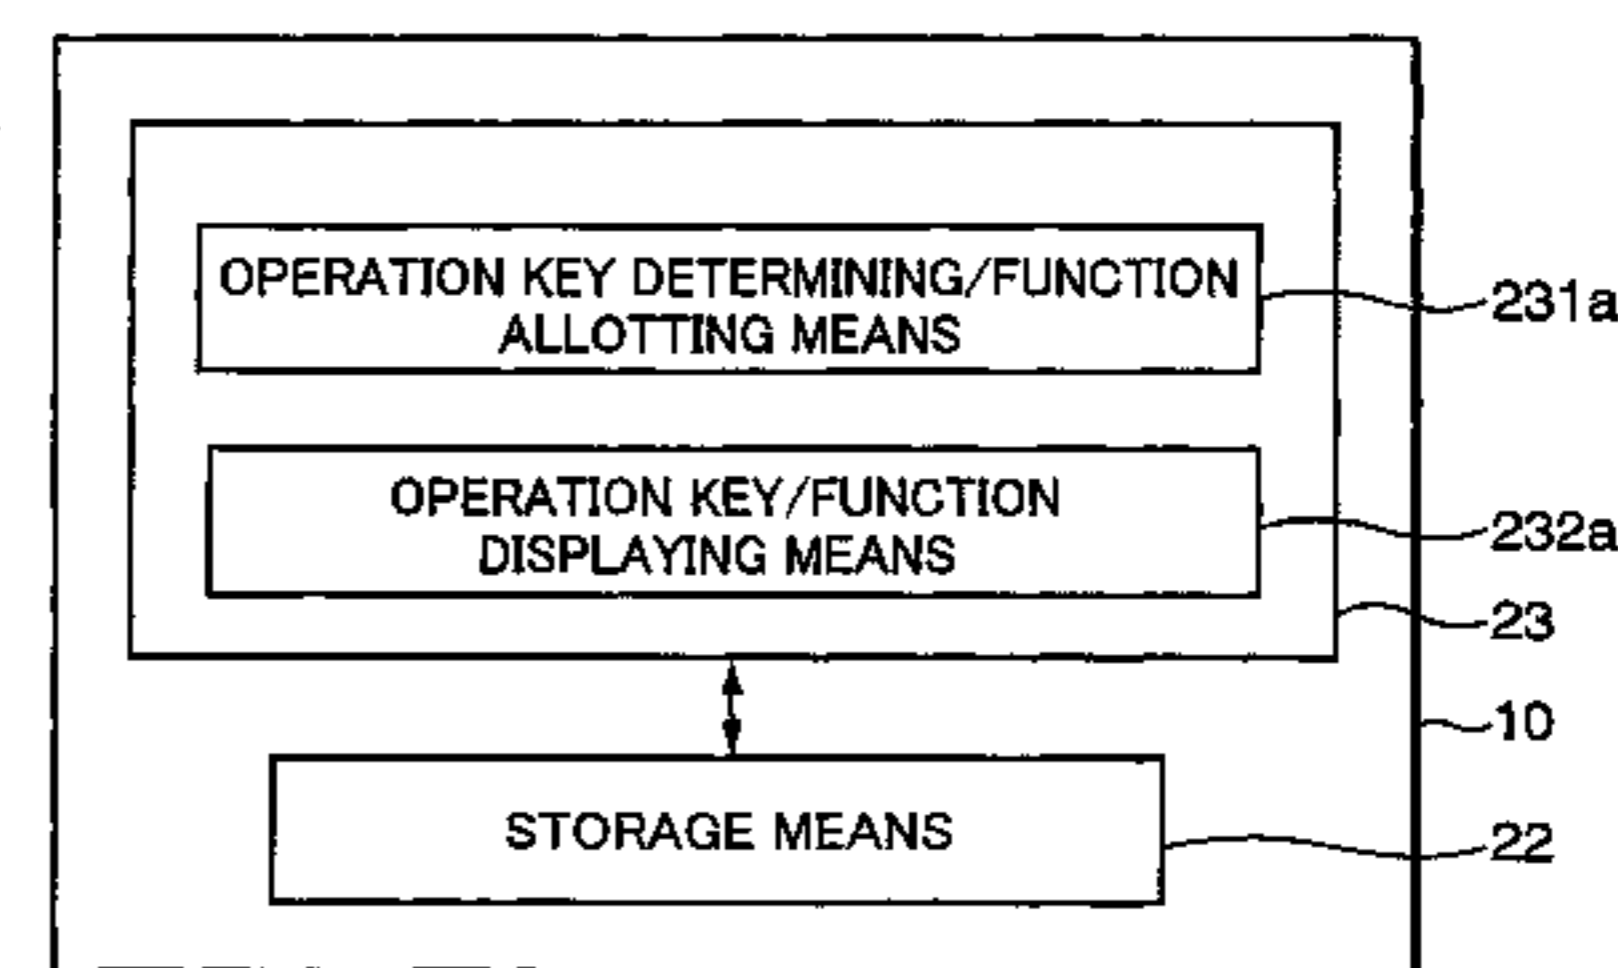 OPERATION KEY DETERMINING/FUNCTION
ALLOTTING MEANS
231a
OPERATION KEY/FUNCTION
DISPLAYING MEANS
232a
23
10
STORAGE MEANS
22